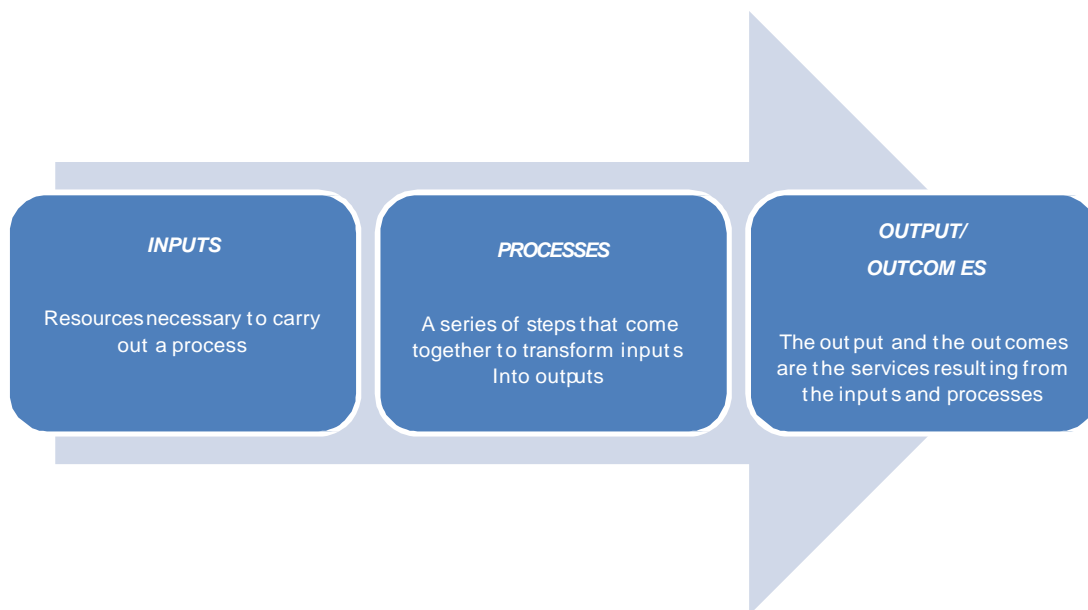 INPUTS
Resources necessary to carry
out a process
PROCESSES
A series of steps that come
together to transform inputs
Into outputs
OUTPUT/
OUTCOMES
The output and the outcomes
are the services resulting from
the inputs and processes